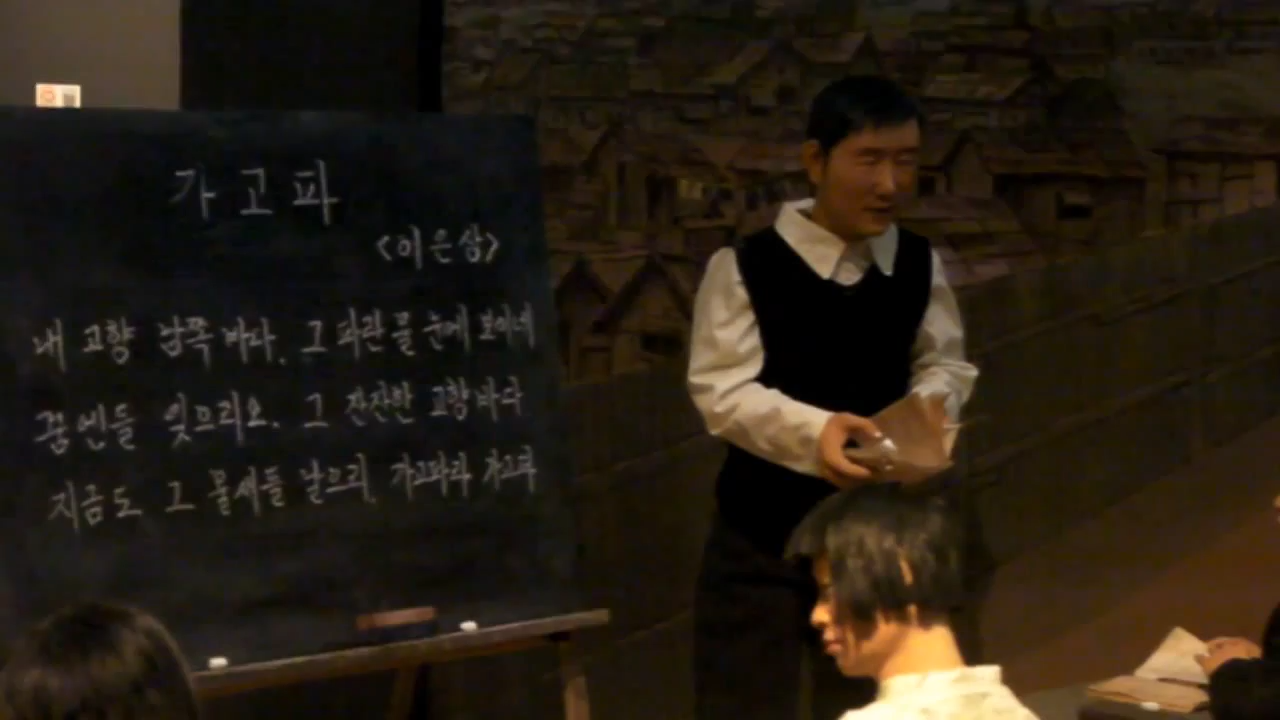 가고파
<이은상>
내 고향 남쪽 바다. 그 파란 물 눈에 보이네
꿈엔들 잊으리오. 그 잔잔한 고향 바다
지금도 그 물새들 날으리. 가고파라 가고파